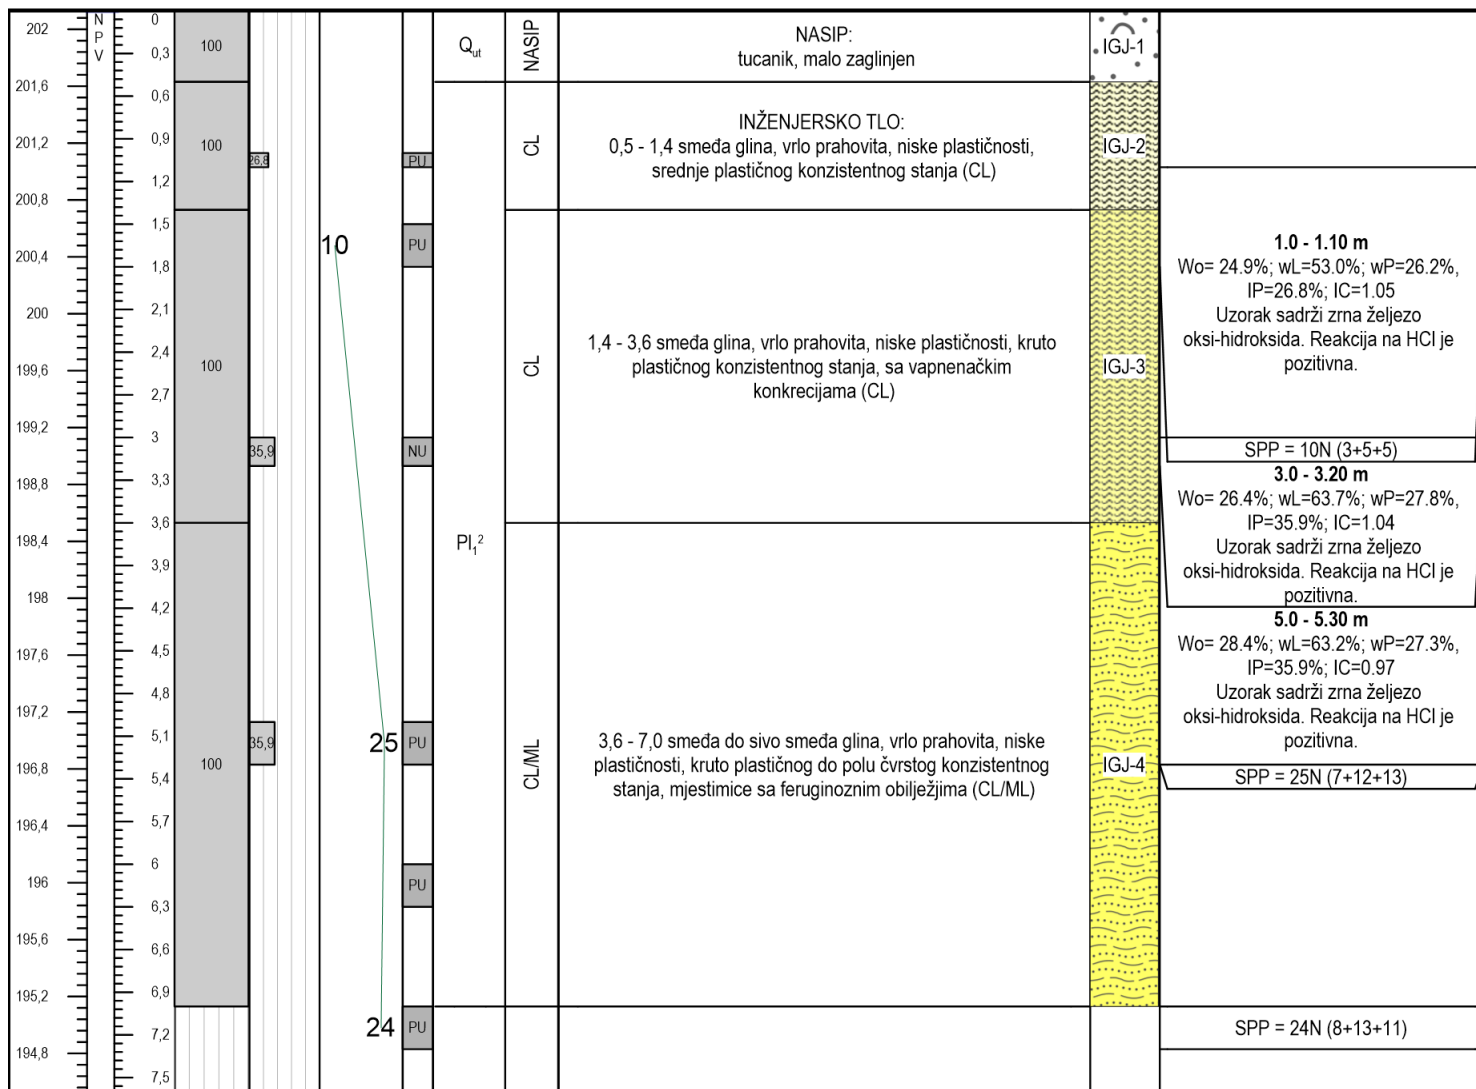 202
201,6
201,2
200,8
200,4
200
199,6
199,2
198,8
198,4
198
197,6
197,2
196,8
196,4
196
195,6
195,2
194,8
N
P
V
0
0,3
0,6
0,9
1,2
1,5
1,8
2,1
2,4
2,7
3
3,3
3,6
3,9
4,2
4,5
4,8
5,1
5,4
5,7
6
6,3
6,6
6,9
7,2
7,5
100
100
100
100
26,8
35,9
35,9
10
25
24
PU
PU
NU
PU
PU
PU
Qut
Pl₁²
NASIP
CL
CL
CL/ML
NASIP:
tucanik, malo zaglinjen
INŽENJERSKO TLO:
0,5 - 1,4 smeđa glina, vrlo prahovita, niske plastičnosti,
srednje plastičnog konzistentnog stanja (CL)
1,4 - 3,6 smeđa glina, vrlo prahovita, niske plastičnosti, kruto
plastičnog konzistentnog stanja, sa vapnenačkim
konkrecijama (CL)
3,6 - 7,0 smeđa do sivo smeđa glina, vrlo prahovita, niske
plastičnosti, kruto plastičnog do polu čvrstog konzistentnog
stanja, mjestimice sa feruginoznim obilježjima (CL/ML)
IGJ-1
IGJ-2
IGJ-3
IGJ-4
1.0 - 1.10 m
Wo= 24.9%; wL=53.0%; wP=26.2%,
IP=26.8%; IC=1.05
Uzorak sadrži zrna željezo
oksi-hidroksida. Reakcija na HCl je
pozitivna.
SPP = 10N (3+5+5)
3.0 - 3.20 m
Wo= 26.4%; wL=63.7%; wP=27.8%,
IP=35.9%; IC=1.04
Uzorak sadrži zrna željezo
oksi-hidroksida. Reakcija na HCl je
pozitivna.
5.0 - 5.30 m
Wo= 28.4%; wL=63.2%; wP=27.3%,
IP=35.9%; IC=0.97
Uzorak sadrži zrna željezo
oksi-hidroksida. Reakcija na HCl je
pozitivna.
SPP = 25N (7+12+13)
SPP = 24N (8+13+11)